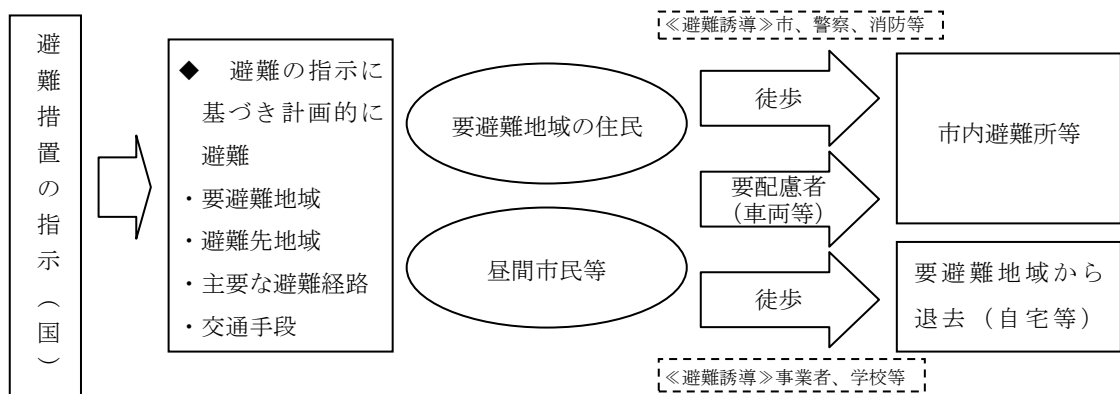 避難措置の指示（国）
◆　避難の指示に
基づき計画的に
避難
・要避難地域
・避難先地域
・主要な避難経路
・交通手段
要避難地域の住民
昼間市民等
≪避難誘導≫市、警察、消防等
徒歩
要配慮者
（車両等）
徒歩
≪避難誘導≫事業者、学校等
市内避難所等
要避難地域から
退去（自宅等）